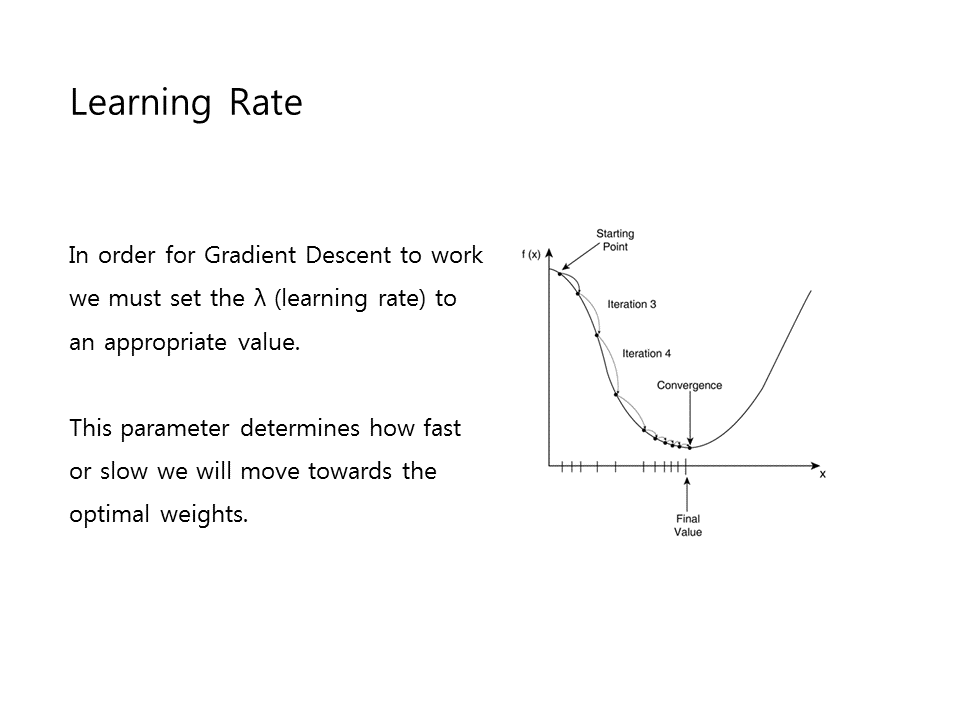 Learning Rate
In order for Gradient Descent to work
we must set the λ (learning rate) to
an appropriate value.
This parameter determines how fast
or slow we will move towards the
optimal weights.
Starting
Point
f (x)
Iteration 3
Iteration 4
Convergence
x
Final
Value